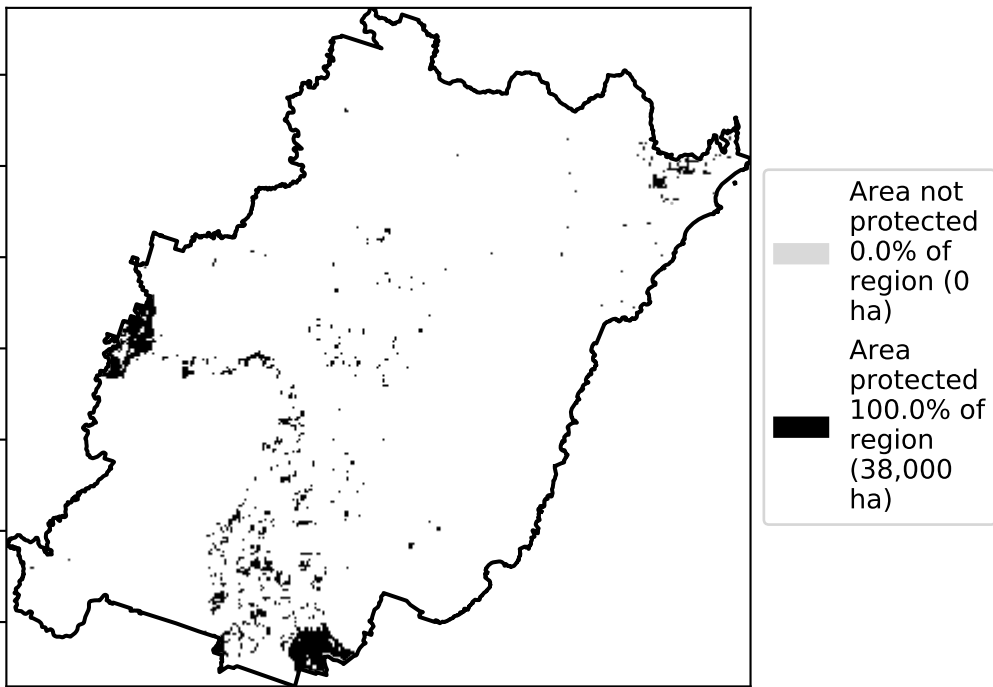 Area not
protected
0.0% of
region (0
ha)
Area
protected
100.0% of
region
(38,000
ha)